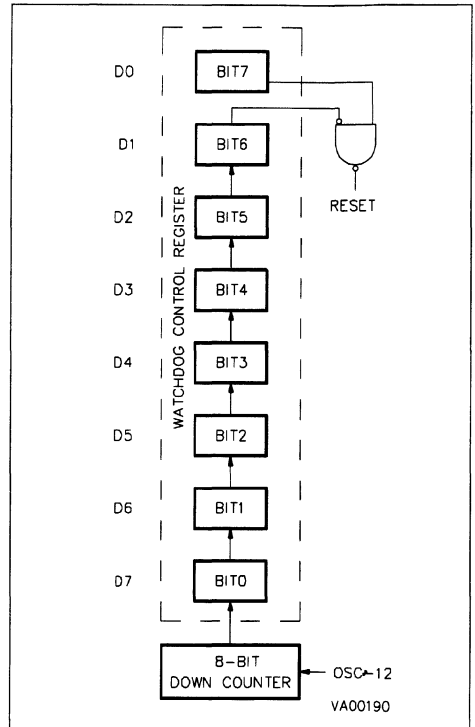 D0 BIT7
D1 BIT6
RESET
D2 BIT5
D3 BIT4
D4 BIT3
D5 BIT2
D6 BIT1
D7 BIT0
WATCHDOG CONTROL REGISTER
8-BIT
DOWN COUNTER
OSC-12
VA00190